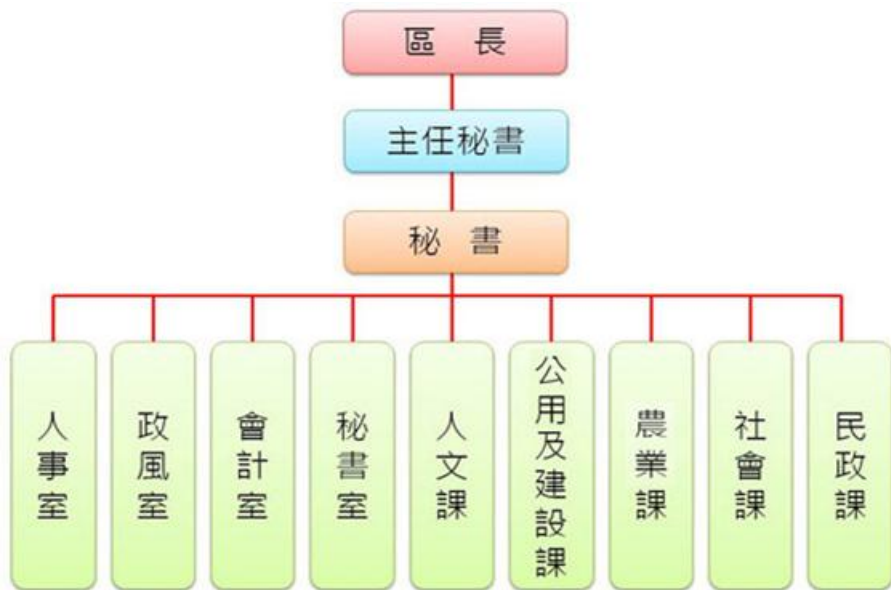 區 長
主任秘書
秘 書
人事室
政風室
會計室
秘書室
人文課
公用及建設課
農業課
社會課
民政課